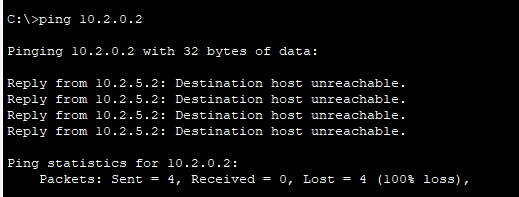 C:\>ping 10.2.0.2
Pinging 10.2.0.2 with 32 bytes of data:
Reply from 10.2.5.2: Destination host unreachable.
Reply from 10.2.5.2: Destination host unreachable.
Reply from 10.2.5.2: Destination host unreachable.
Reply from 10.2.5.2: Destination host unreachable.
Ping statistics for 10.2.0.2:
Packets: Sent = 4, Received = 0, Lost = 4 (100% loss),